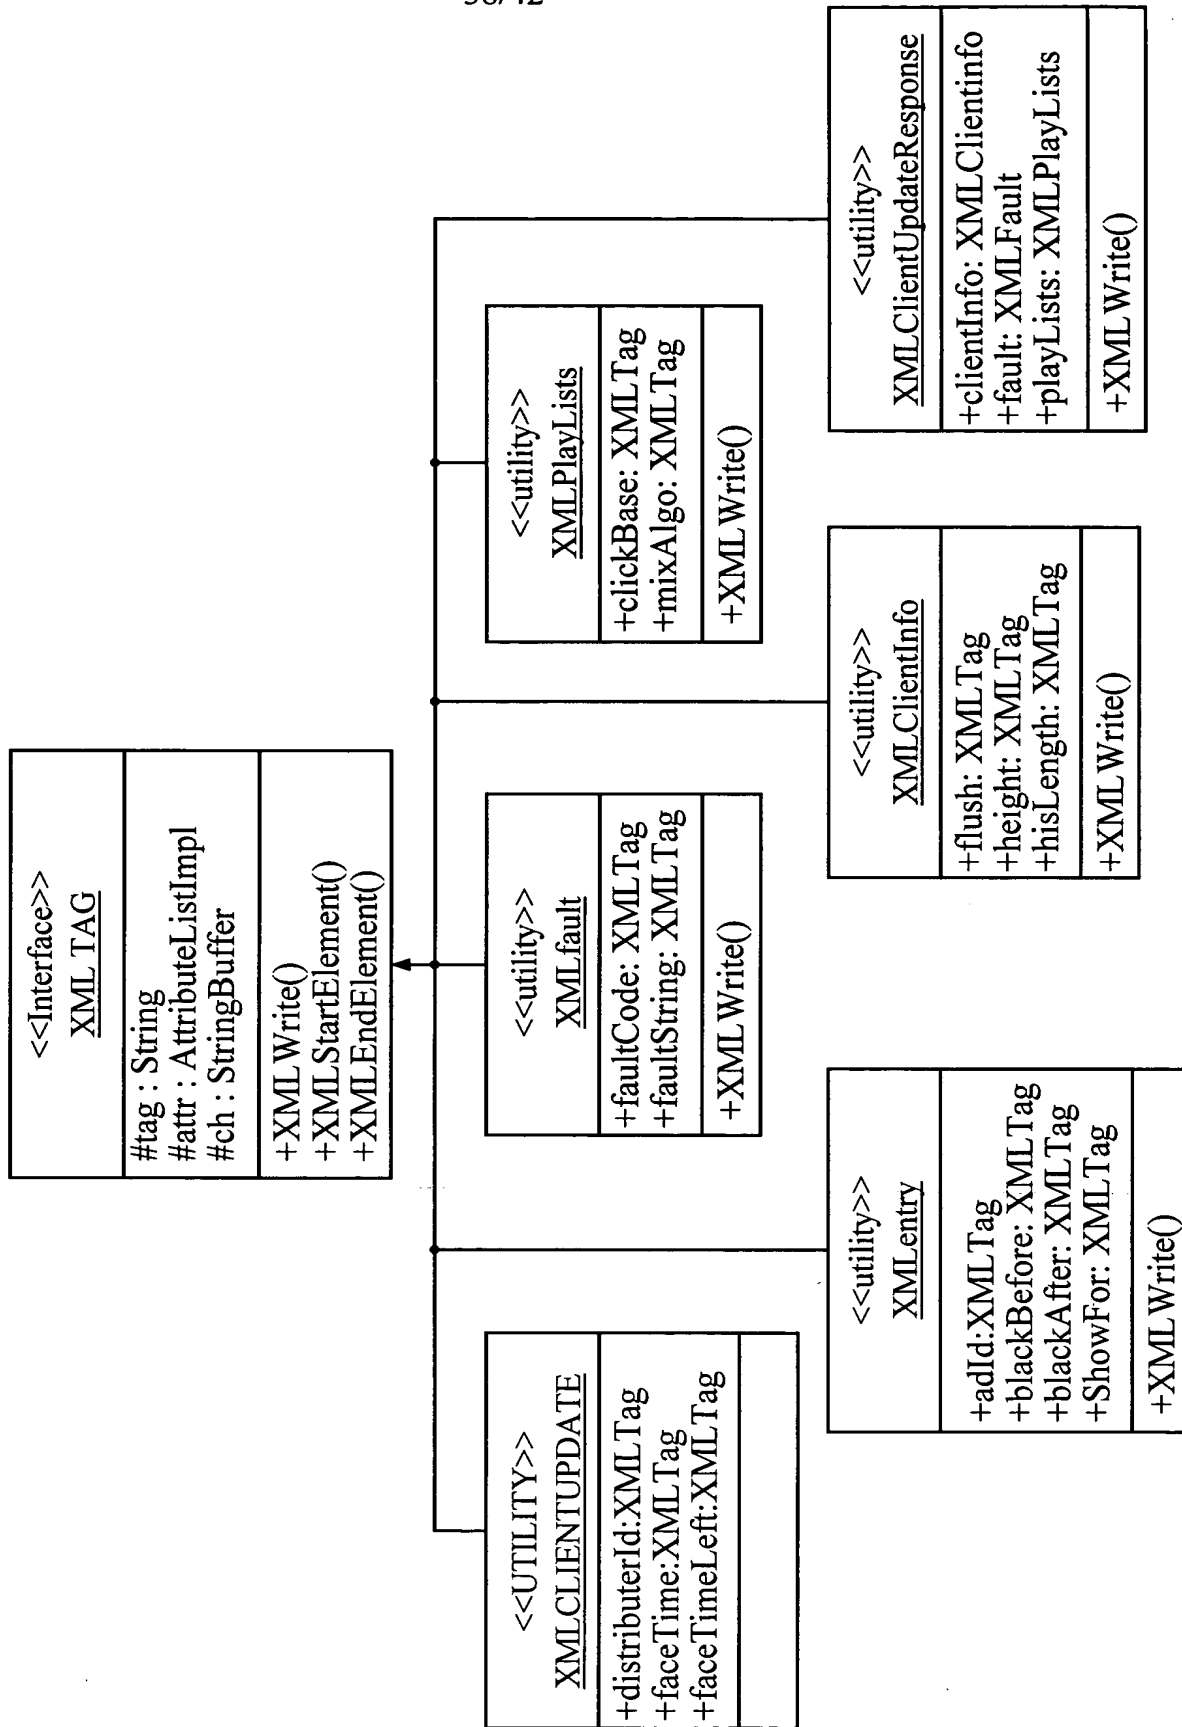 <<Interface>>
XML TAG
#tag : String
#attr : AttributeListImpl
#ch : StringBuffer
+XMLWrite()
+XMLStartElement()
+XMLEndElement()
<<UTILITY>>
XMLCLIENTUPDATE
+distributerId:XMLTag
+faceTime:XMLTag
+faceTimeLeft:XMLTag
<<utility>>
XMLfault
+faultCode: XMLTag
+faultString: XMLTag
+XMLWrite()
<<utility>>
XMLPlayLists
+clickBase: XMLTag
+mixAlgo: XMLTag
+XMLWrite()
<<utility>>
XMLentry
+adId:XMLTag
+blackBefore: XMLTag
+blackAfter: XMLTag
+ShowFor: XMLTag
+XMLWrite()
<<utility>>
XMLClientInfo
+flush: XMLTag
+height: XMLTag
+hisLength: XMLTag
+XMLWrite()
<<utility>>
XMLClientUpdateResponse
+clientInfo: XMLClientinfo
+fault: XMLFault
+playLists: XMLPlayLists
+XMLWrite()